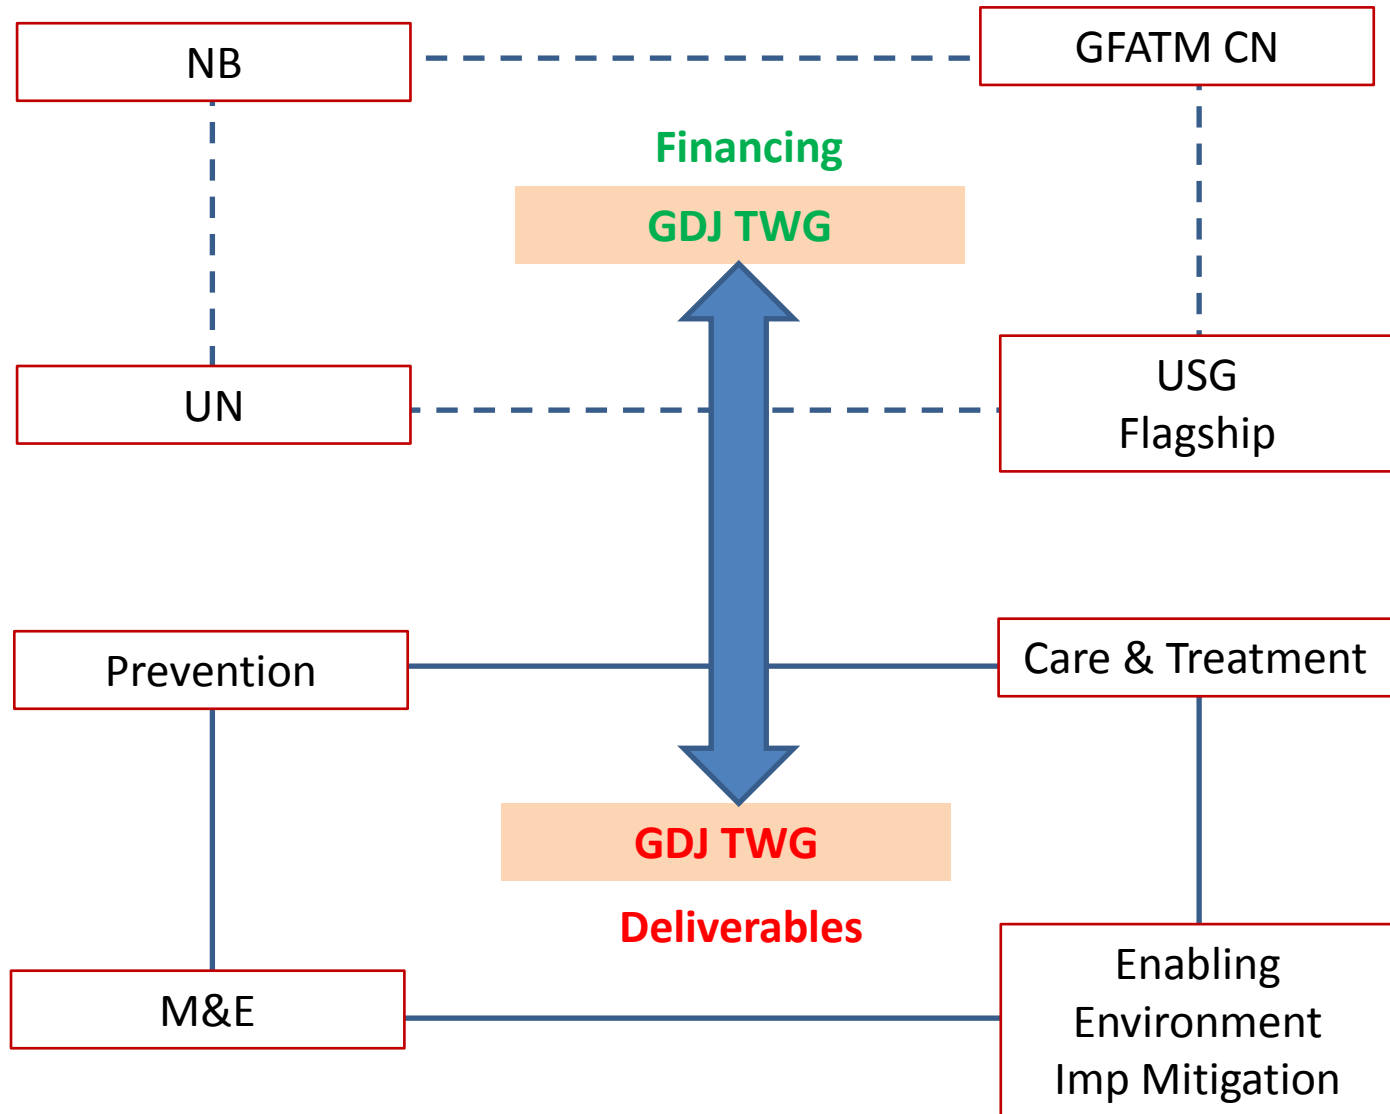 NB
GFATM CN
Financing
GDJ TWG
UN
USG
Flagship
Prevention
Care & Treatment
GDJ TWG
Deliverables
M&E
Enabling
Environment
Imp Mitigation